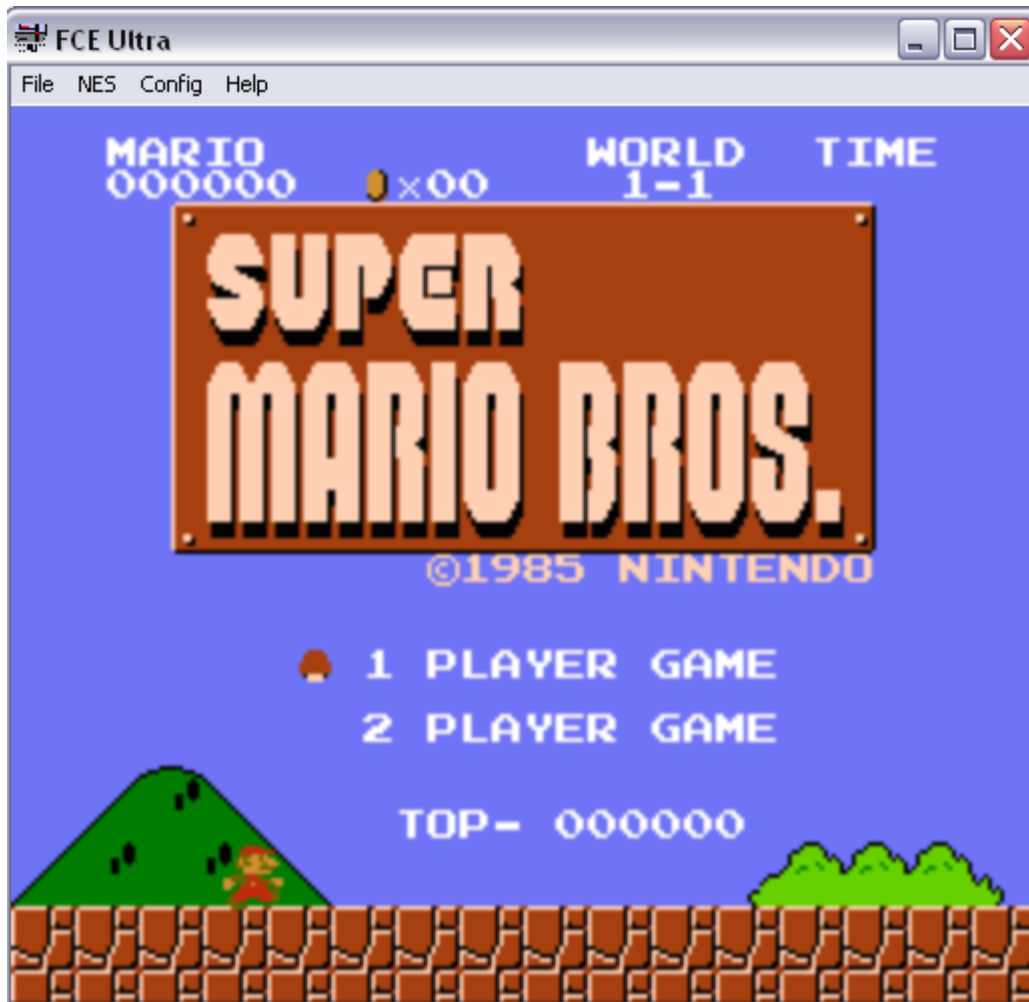 FCE Ultra
File NES Config Help
MARIO WORLD TIME
000000 ×00 1-1
SUPER
MARIO BROS.
©1985 NINTENDO
1 PLAYER GAME
2 PLAYER GAME
TOP- 000000